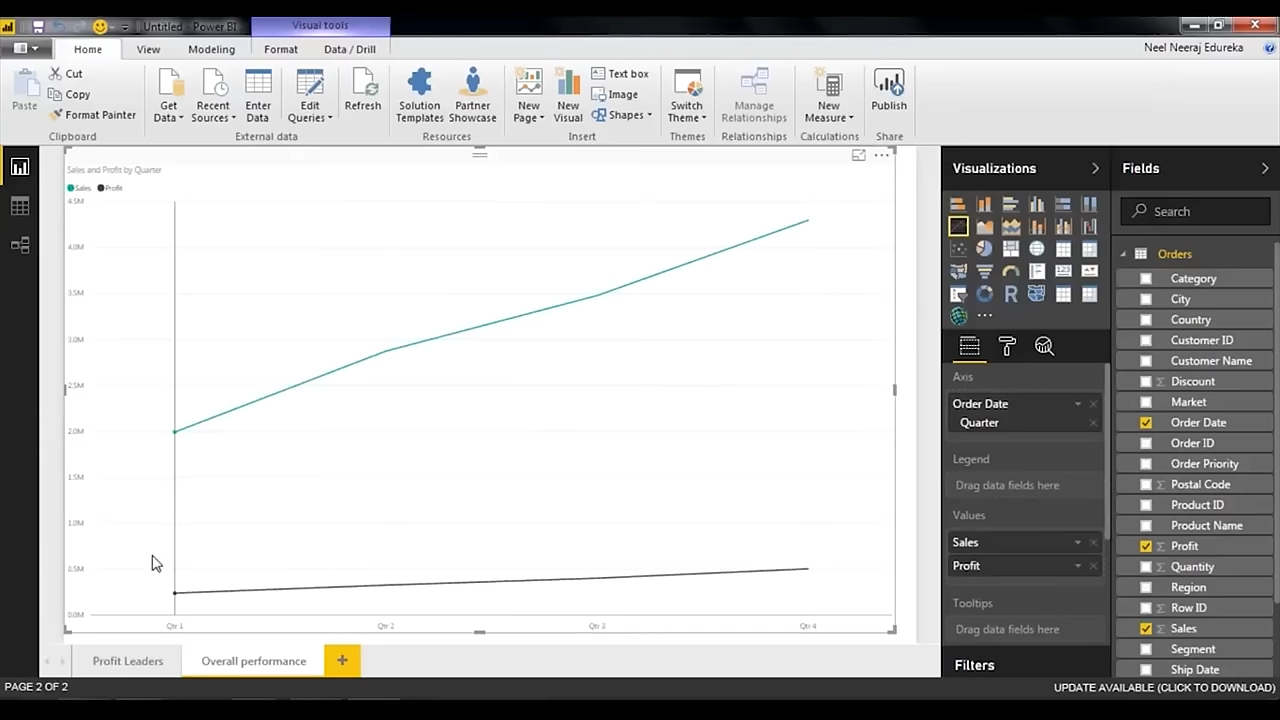 Untitled - Power BI
Visual tools
Home View Modeling Format Data / Drill
Neel Neeraj Edureka
Paste
Cut
Copy
Format Painter
Get Data
Recent Sources
Enter Data
Edit Queries
Refresh
Solution Templates
Partner Showcase
New Page
New Visual
Text box
Image
Shapes
Switch Theme
Manage Relationships
New Measure
Publish
Clipboard External data Resources Insert Themes Relationships Calculations Share
Sales and Profit by Quarter
Sales Profit
4.5M
4.0M
3.5M
3.0M
2.5M
2.0M
1.5M
1.0M
0.5M
0.0M
Qtr 1 Qtr 2 Qtr 3 Qtr 4
Visualizations
R
Axis
Order Date
Quarter
Legend
Drag data fields here
Values
Sales
Profit
Tooltips
Drag data fields here
Filters
Fields
Search
Orders
Category
City
Country
Customer ID
Customer Name
Σ Discount
Market
Order Date
Order ID
Order Priority
Σ Postal Code
Product ID
Product Name
Σ Profit
Σ Quantity
Region
Σ Row ID
Σ Sales
Segment
Ship Date
Profit Leaders Overall performance +
PAGE 2 OF 2
UPDATE AVAILABLE (CLICK TO DOWNLOAD)